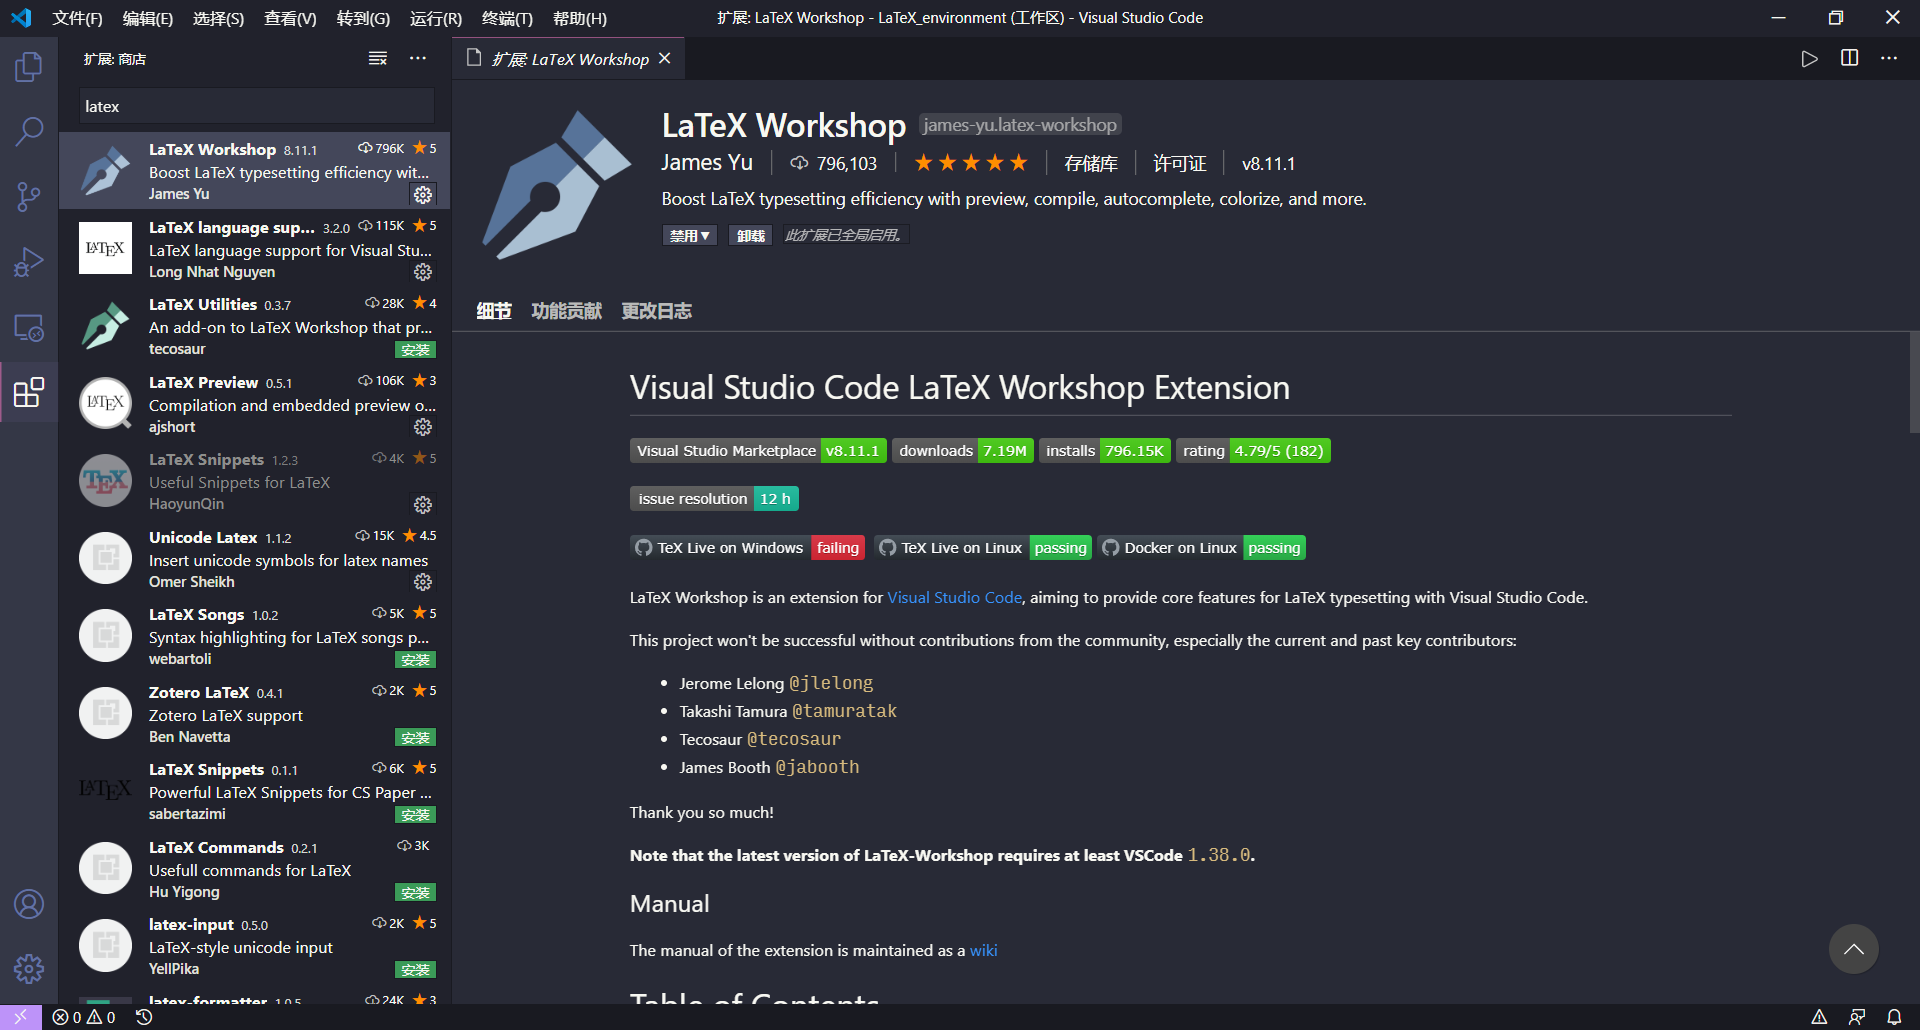 文件(F) 编辑(E) 选择(S) 查看(V) 转到(G) 运行(R) 终端(T) 帮助(H) 扩展: LaTeX Workshop - LaTeX_environment (工作区) - Visual Studio Code
扩展: 商店
latex
LaTeX Workshop 8.11.1 796K 5
Boost LaTeX typesetting efficiency wit...
James Yu
LaTeX language sup... 3.2.0 115K 5
LaTeX language support for Visual Stu...
Long Nhat Nguyen
LATEX
LaTeX Utilities 0.3.7 28K 4
An add-on to LaTeX Workshop that pr...
tecosaur 安装
LaTeX Preview 0.5.1 106K 3
Compilation and embedded preview o...
ajshort
LATEX
LaTeX Snippets 1.2.3 4K 5
Useful Snippets for LaTeX
HaoyunQin
TEX
Unicode Latex 1.1.2 15K 4.5
Insert unicode symbols for latex names
Omer Sheikh
LaTeX Songs 1.0.2 5K 5
Syntax highlighting for LaTeX songs p...
webartoli 安装
Zotero LaTeX 0.4.1 2K 5
Zotero LaTeX support
Ben Navetta 安装
LaTeX Snippets 0.1.1 6K 5
Powerful LaTeX Snippets for CS Paper ...
sabertazimi 安装
LATEX
LaTeX Commands 0.2.1 3K
Usefull commands for LaTeX
Hu Yigong 安装
latex-input 0.5.0 2K 5
LaTeX-style unicode input
YellPika 安装
latex-formatter 1.0.5 24K 3
扩展: LaTeX Workshop
LaTeX Workshop james-yu.latex-workshop
James Yu 796,103 存储库 许可证 v8.11.1
Boost LaTeX typesetting efficiency with preview, compile, autocomplete, colorize, and more.
禁用 卸载 此扩展已全局启用。
细节 功能贡献 更改日志
Visual Studio Code LaTeX Workshop Extension
Visual Studio Marketplace v8.11.1 downloads 7.19M installs 796.15K rating 4.79/5 (182)
issue resolution 12 h
TeX Live on Windows failing TeX Live on Linux passing Docker on Linux passing
LaTeX Workshop is an extension for Visual Studio Code, aiming to provide core features for LaTeX typesetting with Visual Studio Code.
This project won't be successful without contributions from the community, especially the current and past key contributors:
• Jerome Lelong @jlelong
• Takashi Tamura @tamuratak
• Tecosaur @tecosaur
• James Booth @jabooth
Thank you so much!
Note that the latest version of LaTeX-Workshop requires at least VSCode 1.38.0.
Manual
The manual of the extension is maintained as a wiki
Table of Contents
0 0